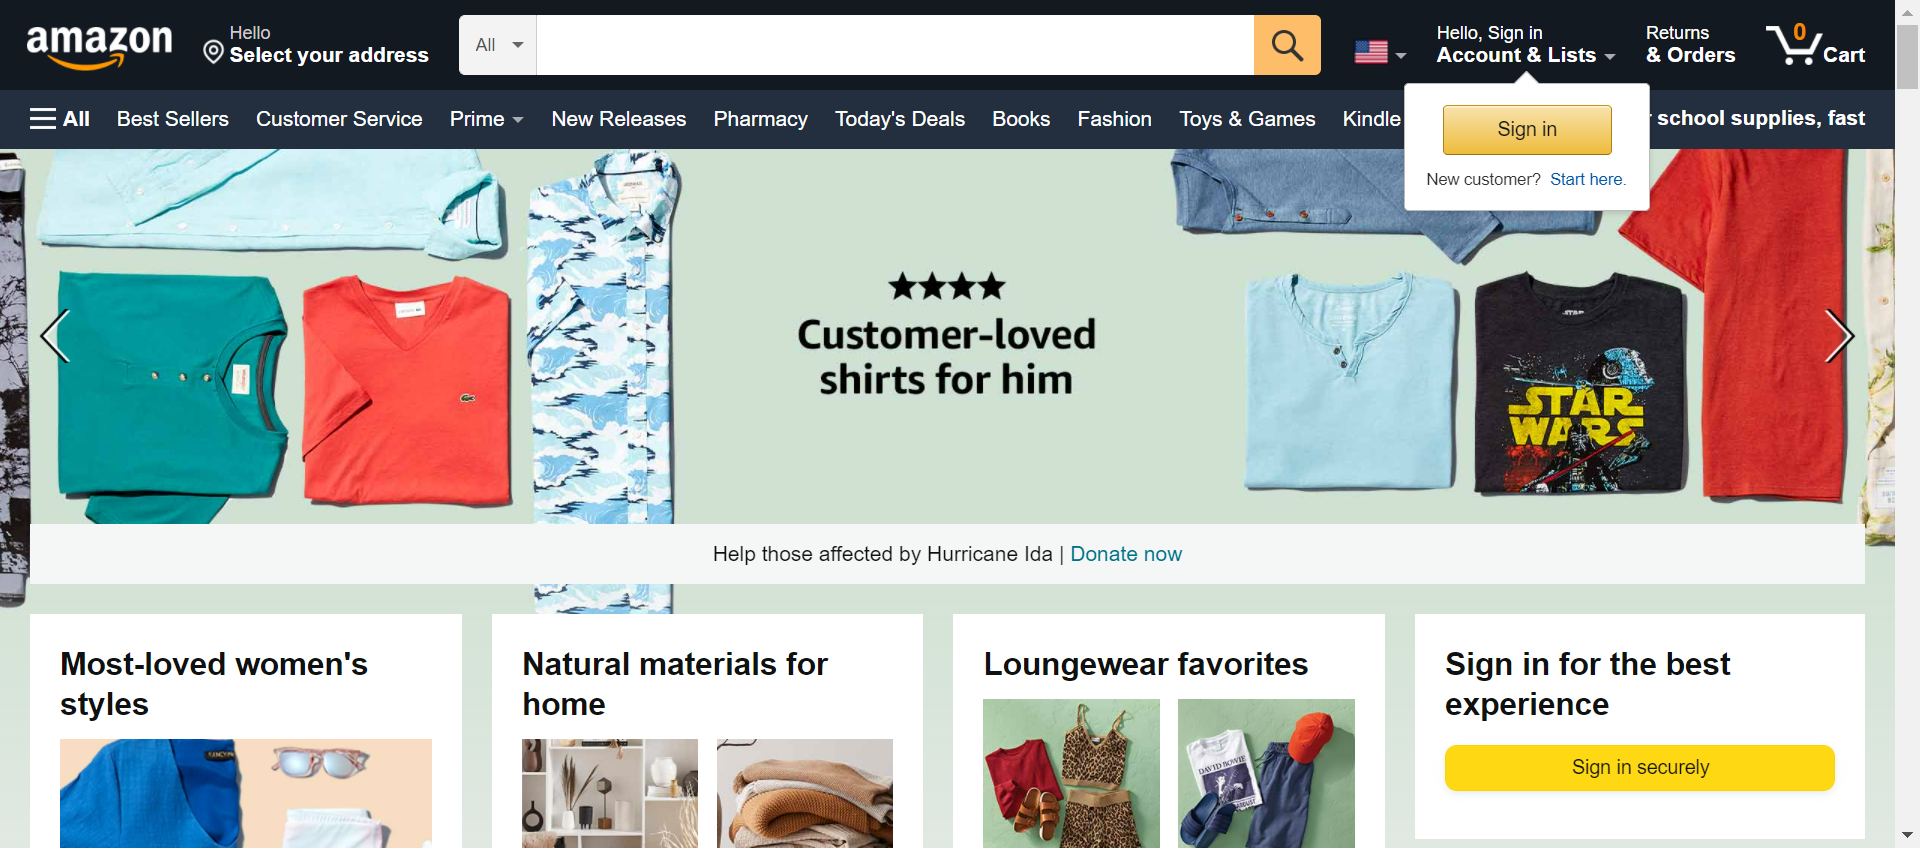 amazon
Hello
Select your address
All
Hello, Sign in
Account & Lists
Returns
& Orders
0
Cart
All
Best Sellers
Customer Service
Prime
New Releases
Pharmacy
Today's Deals
Books
Fashion
Toys & Games
Kindle
school supplies, fast
Sign in
New customer? Start here.
Customer-loved
shirts for him
STAR
WARS
Help those affected by Hurricane Ida | Donate now
Most-loved women's
styles
Natural materials for
home
Loungewear favorites
DAVID BOWIE
Sign in for the best
experience
Sign in securely